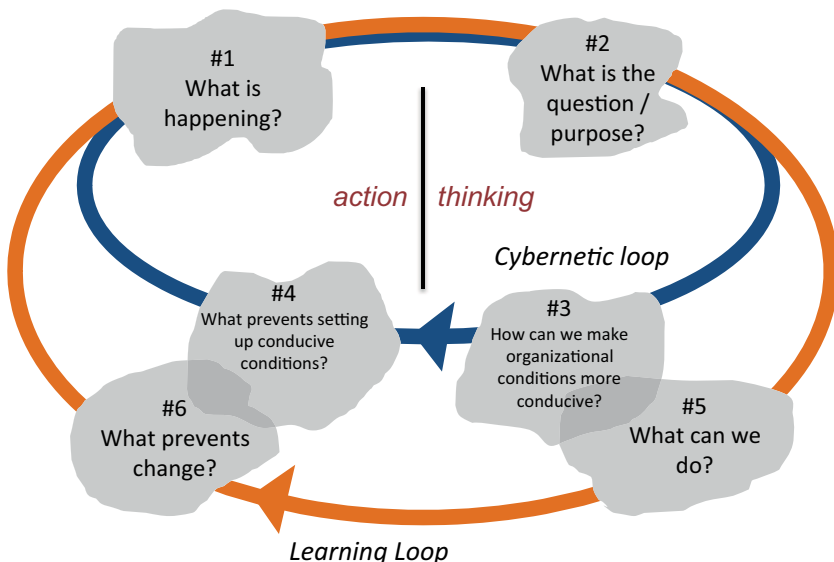 #1
What is
happening?
#2
What is the
question /
purpose?
action
thinking
Cybernetic loop
#4
What prevents setting
up conducive
conditions?
#3
How can we make
organizational
conditions more
conducive?
#6
What prevents
change?
#5
What can we
do?
Learning Loop